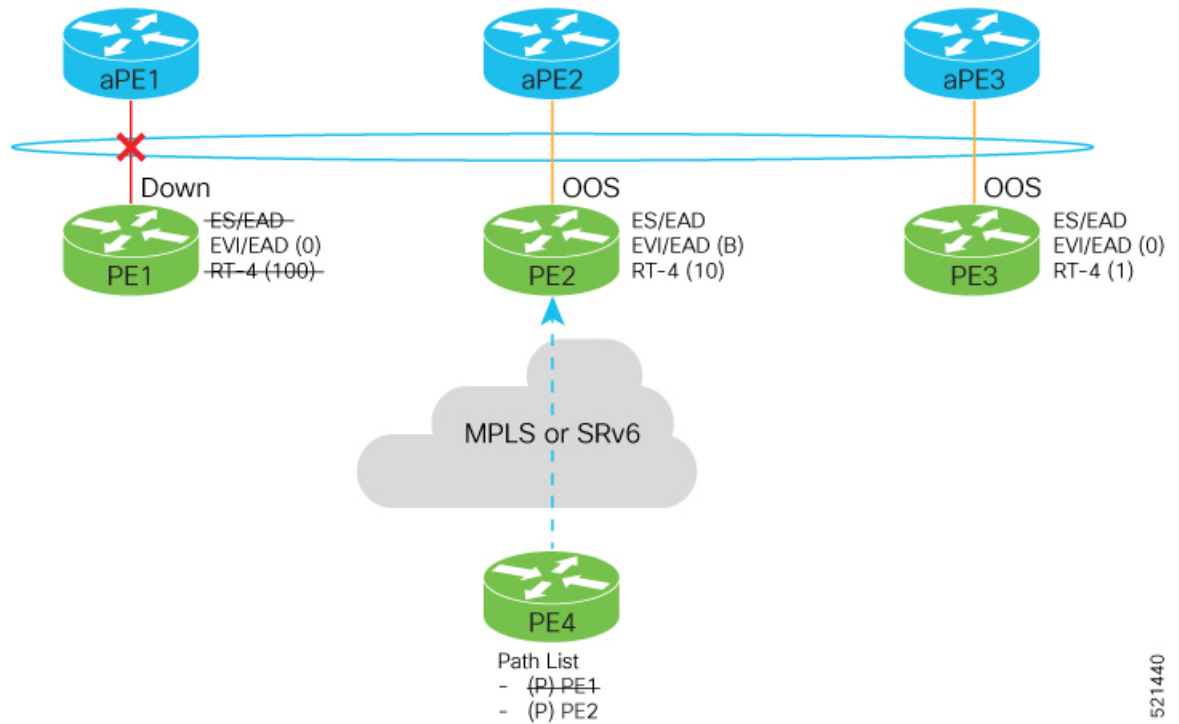 aPE1
aPE2
aPE3
Down
OOS
OOS
PE1
ES/EAD
EVI/EAD (0)
RT-4 (100)
PE2
ES/EAD
EVI/EAD (B)
RT-4 (10)
PE3
ES/EAD
EVI/EAD (0)
RT-4 (1)
MPLS or SRv6
PE4
Path List
- (P) PE1
- (P) PE2
521440